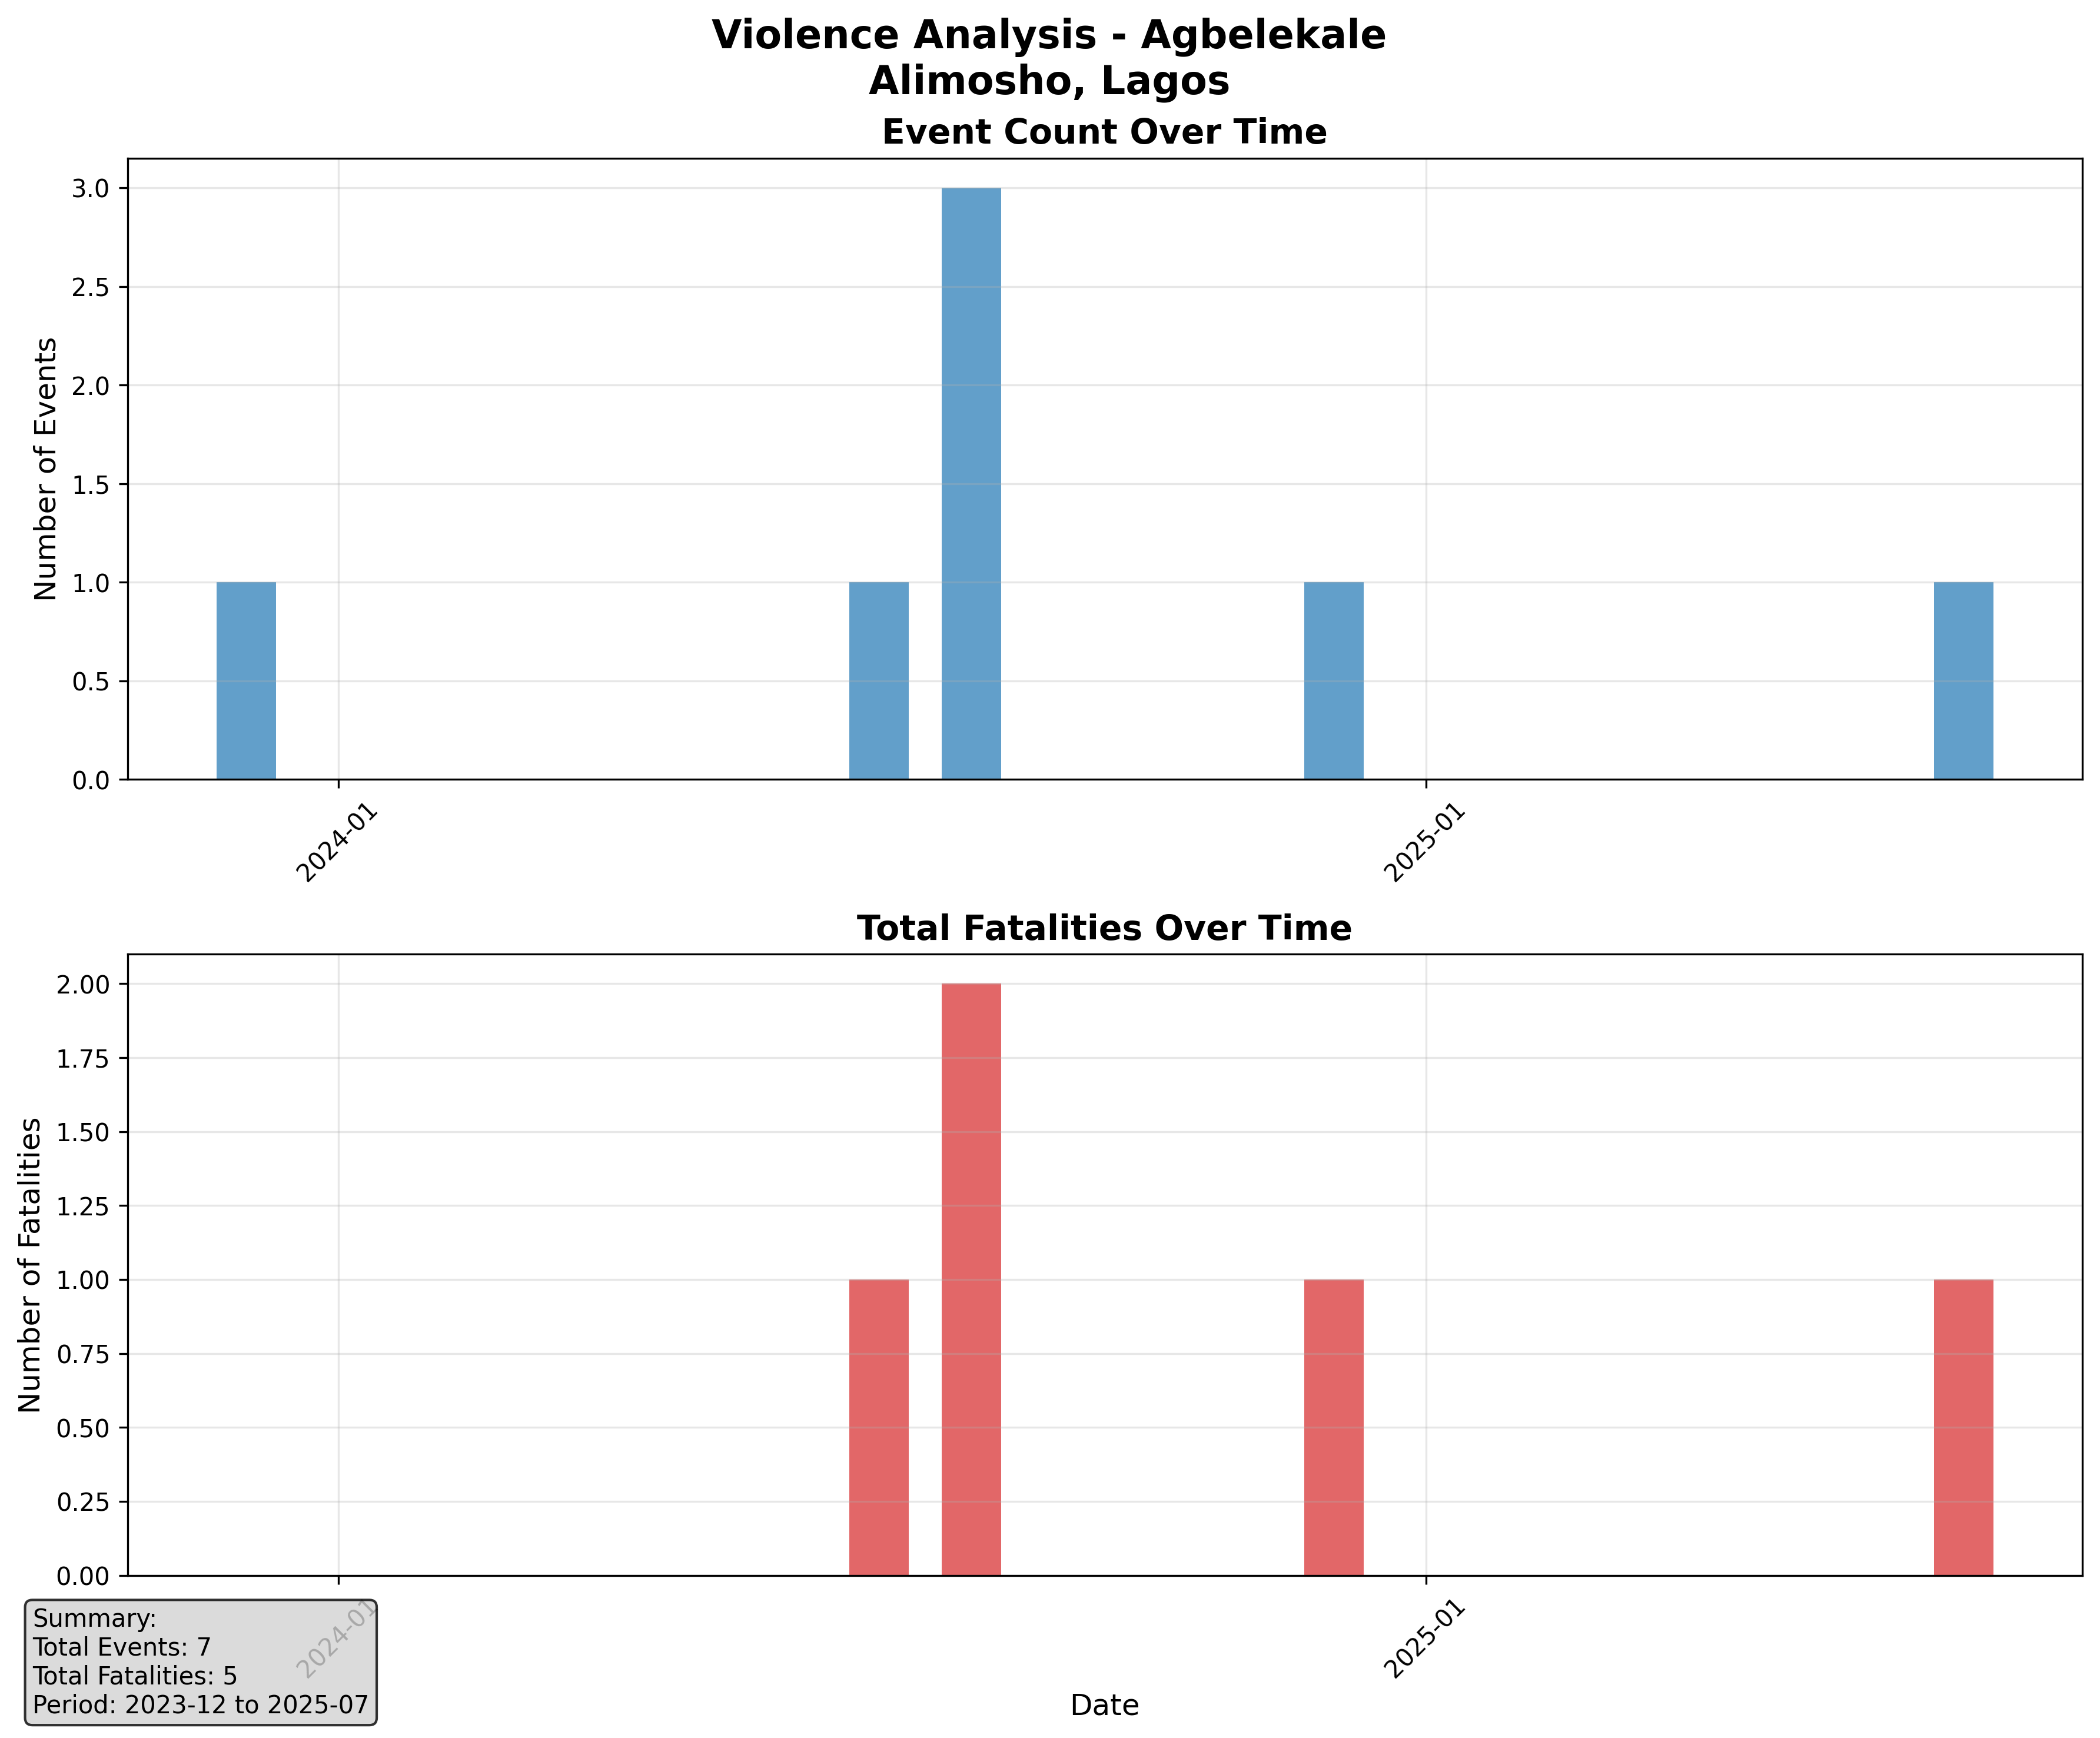 Violence Analysis - Agbelekale
Alimosho, Lagos
Event Count Over Time
Number of Events
3.0
2.5
2.0
1.5
1.0
0.5
0.0
2024-01
2025-01
Total Fatalities Over Time
Number of Fatalities
2.00
1.75
1.50
1.25
1.00
0.75
0.50
0.25
0.00
2024-01
2025-01
Date
Summary:
Total Events: 7
Total Fatalities: 5
Period: 2023-12 to 2025-07